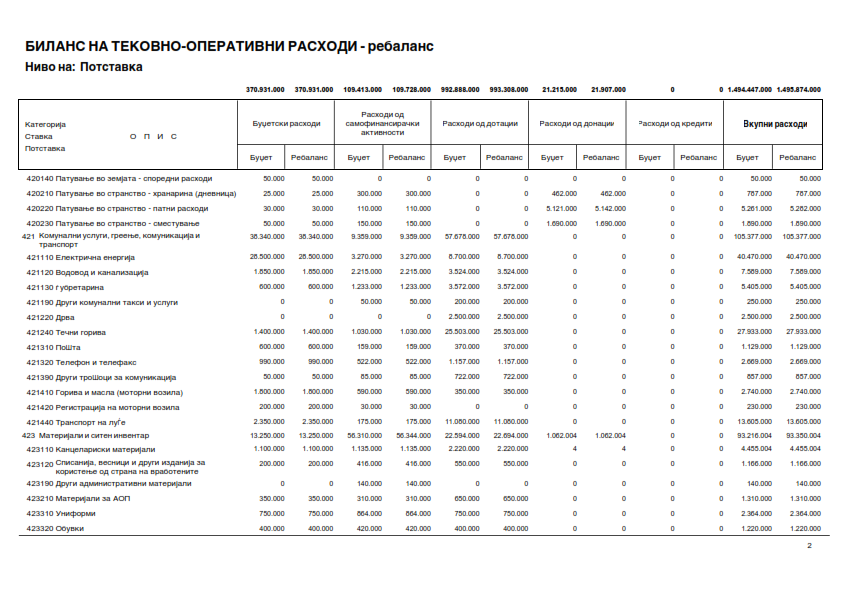 БИЛАНС НА ТЕКОВНО-ОПЕРАТИВНИ РАСХОДИ - ребаланс
Ниво на: Потставка
370.931.000 370.931.000 109.413.000 109.728.000 992.888.000 993.308.000 21.215.000 21.907.000 0 0 1.494.447.000 1.495.874.000
Категорија
Ставка О П И С
Потставка
Буџетски расходи
Расходи од самофинансирачки активности
Расходи од дотации
Расходи од донации
Расходи од кредити
Вкупни расходи
Буџет Ребаланс Буџет Ребаланс Буџет Ребаланс Буџет Ребаланс Буџет Ребаланс Буџет Ребаланс
420140 Патување во земјата - споредни расходи 50.000 50.000 0 0 0 0 0 0 0 0 50.000 50.000
420210 Патување во странство - хранарина (дневница) 25.000 25.000 300.000 300.000 0 0 462.000 462.000 0 0 787.000 787.000
420220 Патување во странство - патни расходи 30.000 30.000 110.000 110.000 0 0 5.121.000 5.142.000 0 0 5.261.000 5.282.000
420230 Патување во странство - сместување 50.000 50.000 150.000 150.000 0 0 1.690.000 1.690.000 0 0 1.890.000 1.890.000
421 Комунални услуги, греење, комуникација и транспорт 38.340.000 38.340.000 9.359.000 9.359.000 57.678.000 57.678.000 0 0 0 0 105.377.000 105.377.000
421110 Електрична енергија 28.500.000 28.500.000 3.270.000 3.270.000 8.700.000 8.700.000 0 0 0 0 40.470.000 40.470.000
421120 Водовод и канализација 1.850.000 1.850.000 2.215.000 2.215.000 3.524.000 3.524.000 0 0 0 0 7.589.000 7.589.000
421130 Ѓубретарина 600.000 600.000 1.233.000 1.233.000 3.572.000 3.572.000 0 0 0 0 5.405.000 5.405.000
421190 Други комунални такси и услуги 0 0 50.000 50.000 200.000 200.000 0 0 0 0 250.000 250.000
421220 Дрва 0 0 0 0 2.500.000 2.500.000 0 0 0 0 2.500.000 2.500.000
421240 Течни горива 1.400.000 1.400.000 1.030.000 1.030.000 25.503.000 25.503.000 0 0 0 0 27.933.000 27.933.000
421310 Пошта 600.000 600.000 159.000 159.000 370.000 370.000 0 0 0 0 1.129.000 1.129.000
421320 Телефон и телефакс 990.000 990.000 522.000 522.000 1.157.000 1.157.000 0 0 0 0 2.669.000 2.669.000
421390 Други трошоци за комуникација 50.000 50.000 85.000 85.000 722.000 722.000 0 0 0 0 857.000 857.000
421410 Горива и масла (моторни возила) 1.800.000 1.800.000 590.000 590.000 350.000 350.000 0 0 0 0 2.740.000 2.740.000
421420 Регистрација на моторни возила 200.000 200.000 30.000 30.000 0 0 0 0 0 0 230.000 230.000
421440 Транспорт на луѓе 2.350.000 2.350.000 175.000 175.000 11.080.000 11.080.000 0 0 0 0 13.605.000 13.605.000
423 Материјали и ситен инвентар 13.250.000 13.250.000 56.310.000 56.344.000 22.594.000 22.694.000 1.062.004 1.062.004 0 0 93.216.004 93.350.004
423110 Канцелариски материјали 1.100.000 1.100.000 1.135.000 1.135.000 2.220.000 2.220.000 4 4 0 0 4.455.004 4.455.004
423120 Списанија, весници и други изданија за користење од страна на вработените 200.000 200.000 416.000 416.000 550.000 550.000 0 0 0 0 1.166.000 1.166.000
423190 Други административни материјали 0 0 140.000 140.000 0 0 0 0 0 0 140.000 140.000
423210 Материјали за АОП 350.000 350.000 310.000 310.000 650.000 650.000 0 0 0 0 1.310.000 1.310.000
423310 Униформи 750.000 750.000 864.000 864.000 750.000 750.000 0 0 0 0 2.364.000 2.364.000
423320 Обувки 400.000 400.000 420.000 420.000 400.000 400.000 0 0 0 0 1.220.000 1.220.000
2